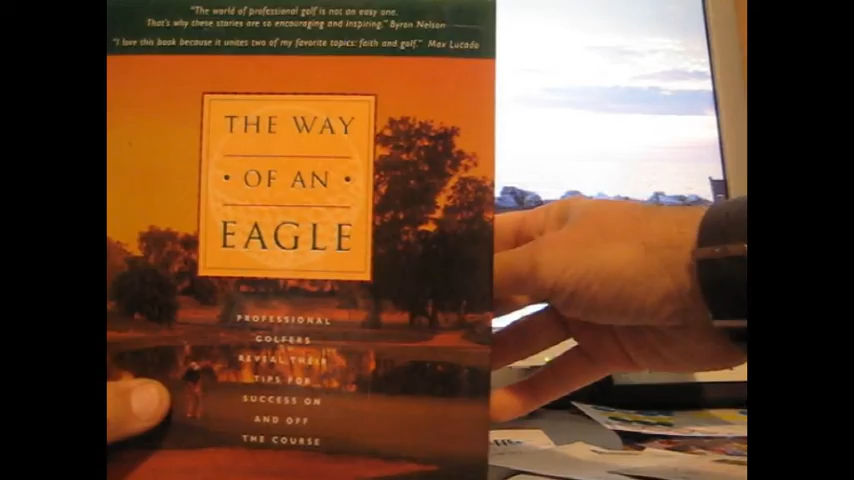 "The world of professional golf is not an easy one.
That's why these stories are so encouraging and inspiring." Byron Nelson
"I love this book because it unites two of my favorite topics: faith and golf." Max Lucado
THE WAY
• OF AN •
EAGLE
PROFESSIONAL
GOLFERS
REVEAL THEIR
TIPS FOR
SUCCESS ON
AND OFF
THE COURSE